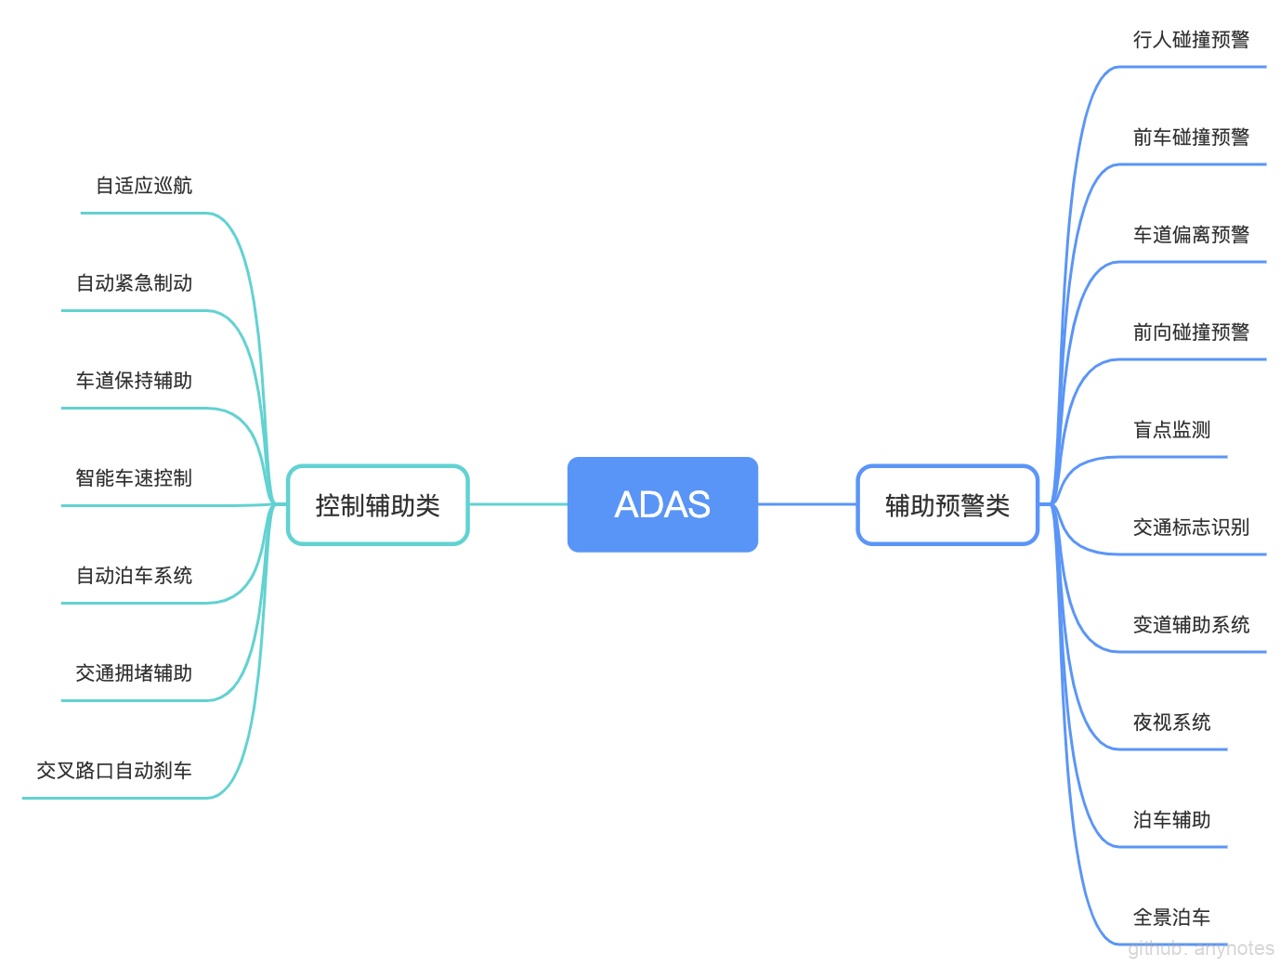 ADAS
控制辅助类
自适应巡航
自动紧急制动
车道保持辅助
智能车速控制
自动泊车系统
交通拥堵辅助
交叉路口自动刹车
辅助预警类
行人碰撞预警
前车碰撞预警
车道偏离预警
前向碰撞预警
盲点监测
交通标志识别
变道辅助系统
夜视系统
泊车辅助
全景泊车
github: anynotes